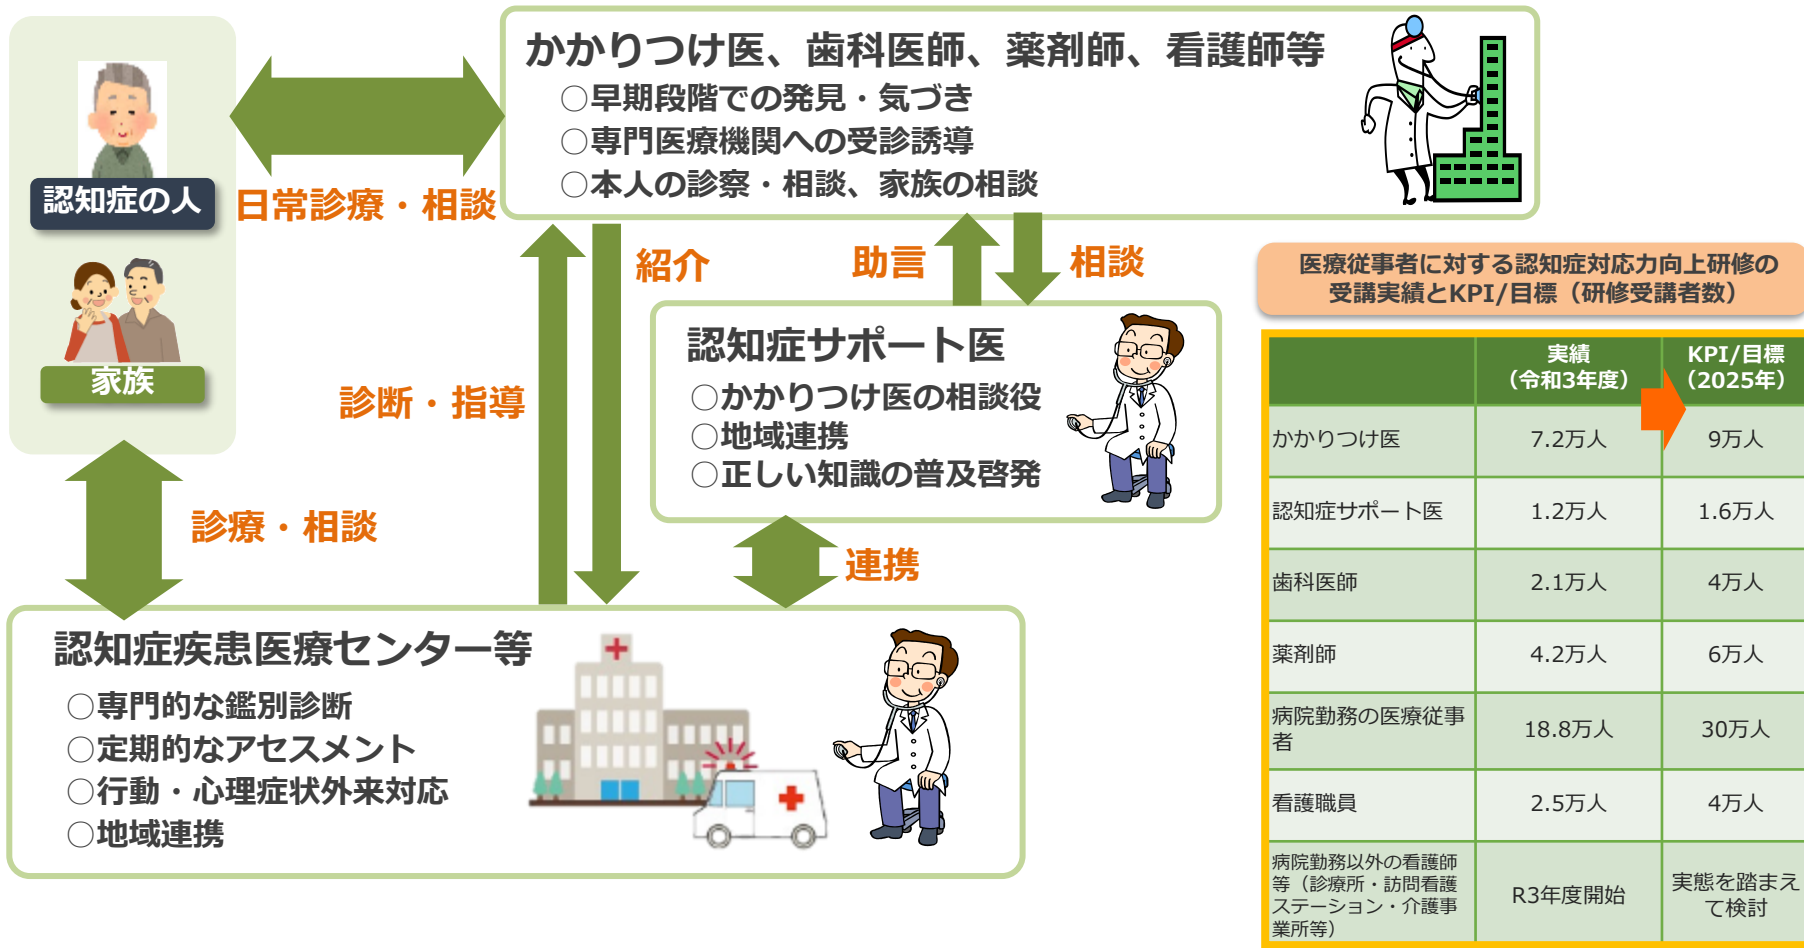 認知症の人
家族
日常診療・相談
かかりつけ医、歯科医師、薬剤師、看護師等
○早期段階での発見・気づき
○専門医療機関への受診誘導
○本人の診察・相談、家族の相談
紹介
助言
相談
診断・指導
認知症サポート医
○かかりつけ医の相談役
○地域連携
○正しい知識の普及啓発
診療・相談
連携
認知症疾患医療センター等
○専門的な鑑別診断
○定期的なアセスメント
○行動・心理症状外来対応
○地域連携
医療従事者に対する認知症対応力向上研修の
受講実績とKPI/目標（研修受講者数）
実績
（令和3年度）
KPI/目標
（2025年）
かかりつけ医 7.2万人 9万人
認知症サポート医 1.2万人 1.6万人
歯科医師 2.1万人 4万人
薬剤師 4.2万人 6万人
病院勤務の医療従事
者
18.8万人 30万人
看護職員 2.5万人 4万人
病院勤務以外の看護師
等（診療所・訪問看護
ステーション・介護事
業所等）
R3年度開始
実態を踏まえ
て検討